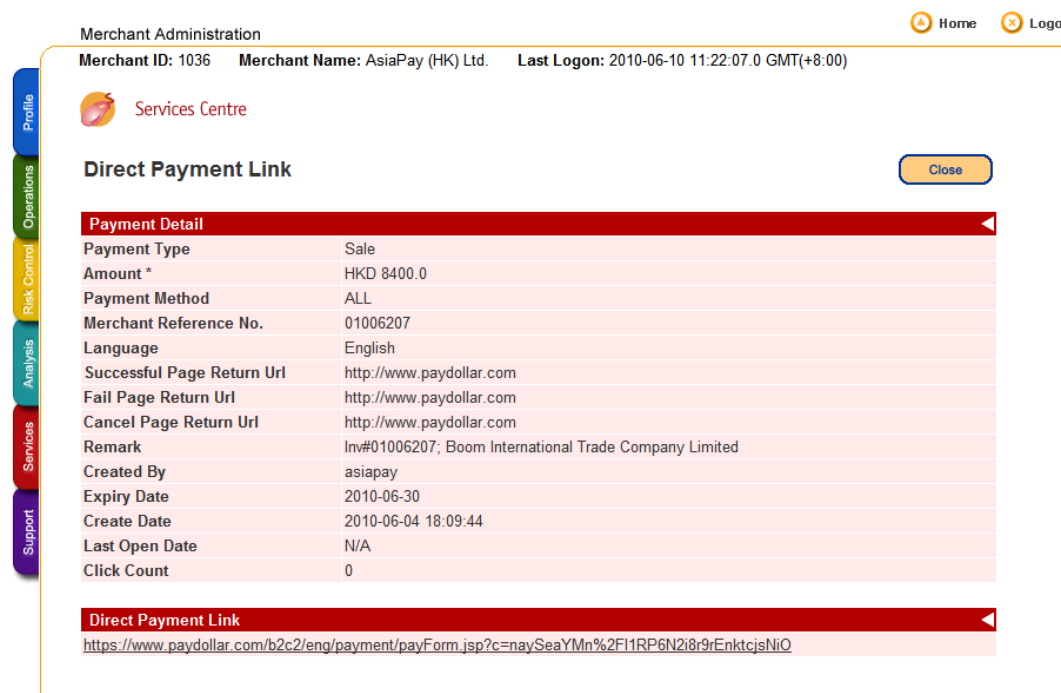 Home
Logo
Merchant Administration
Merchant ID: 1036 Merchant Name: AsiaPay (HK) Ltd. Last Logon: 2010-06-10 11:22:07.0 GMT(+8:00)
Profile
Operations
Risk Control
Analysis
Services
Support
Services Centre
Direct Payment Link
Close
Payment Detail
Payment Type Sale
Amount * HKD 8400.0
Payment Method ALL
Merchant Reference No. 01006207
Language English
Successful Page Return Url http://www.paydollar.com
Fail Page Return Url http://www.paydollar.com
Cancel Page Return Url http://www.paydollar.com
Remark Inv#01006207; Boom International Trade Company Limited
Created By asiapay
Expiry Date 2010-06-30
Create Date 2010-06-04 18:09:44
Last Open Date N/A
Click Count 0
Direct Payment Link
https://www.paydollar.com/b2c2/eng/payment/payForm.jsp?c=naySeaYMn%2Fl1RP6N2i8r9rEnktcjsNiO